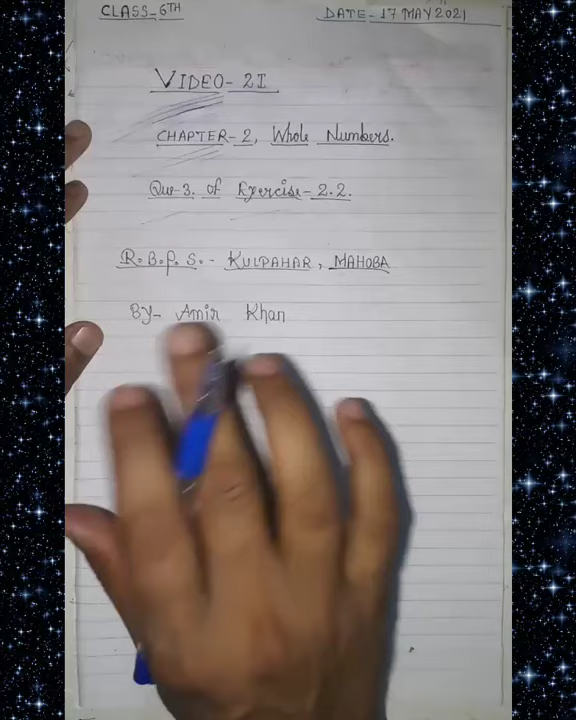 CLASS-6TH
DATE-17 MAY 2021
VIDEO-21
CHAPTER-2, Whole Numbers.
Que-3. of Exercise-2.2.
R.B.P.S.- KULPAHAR, MAHOBA
BY- Amir Khan